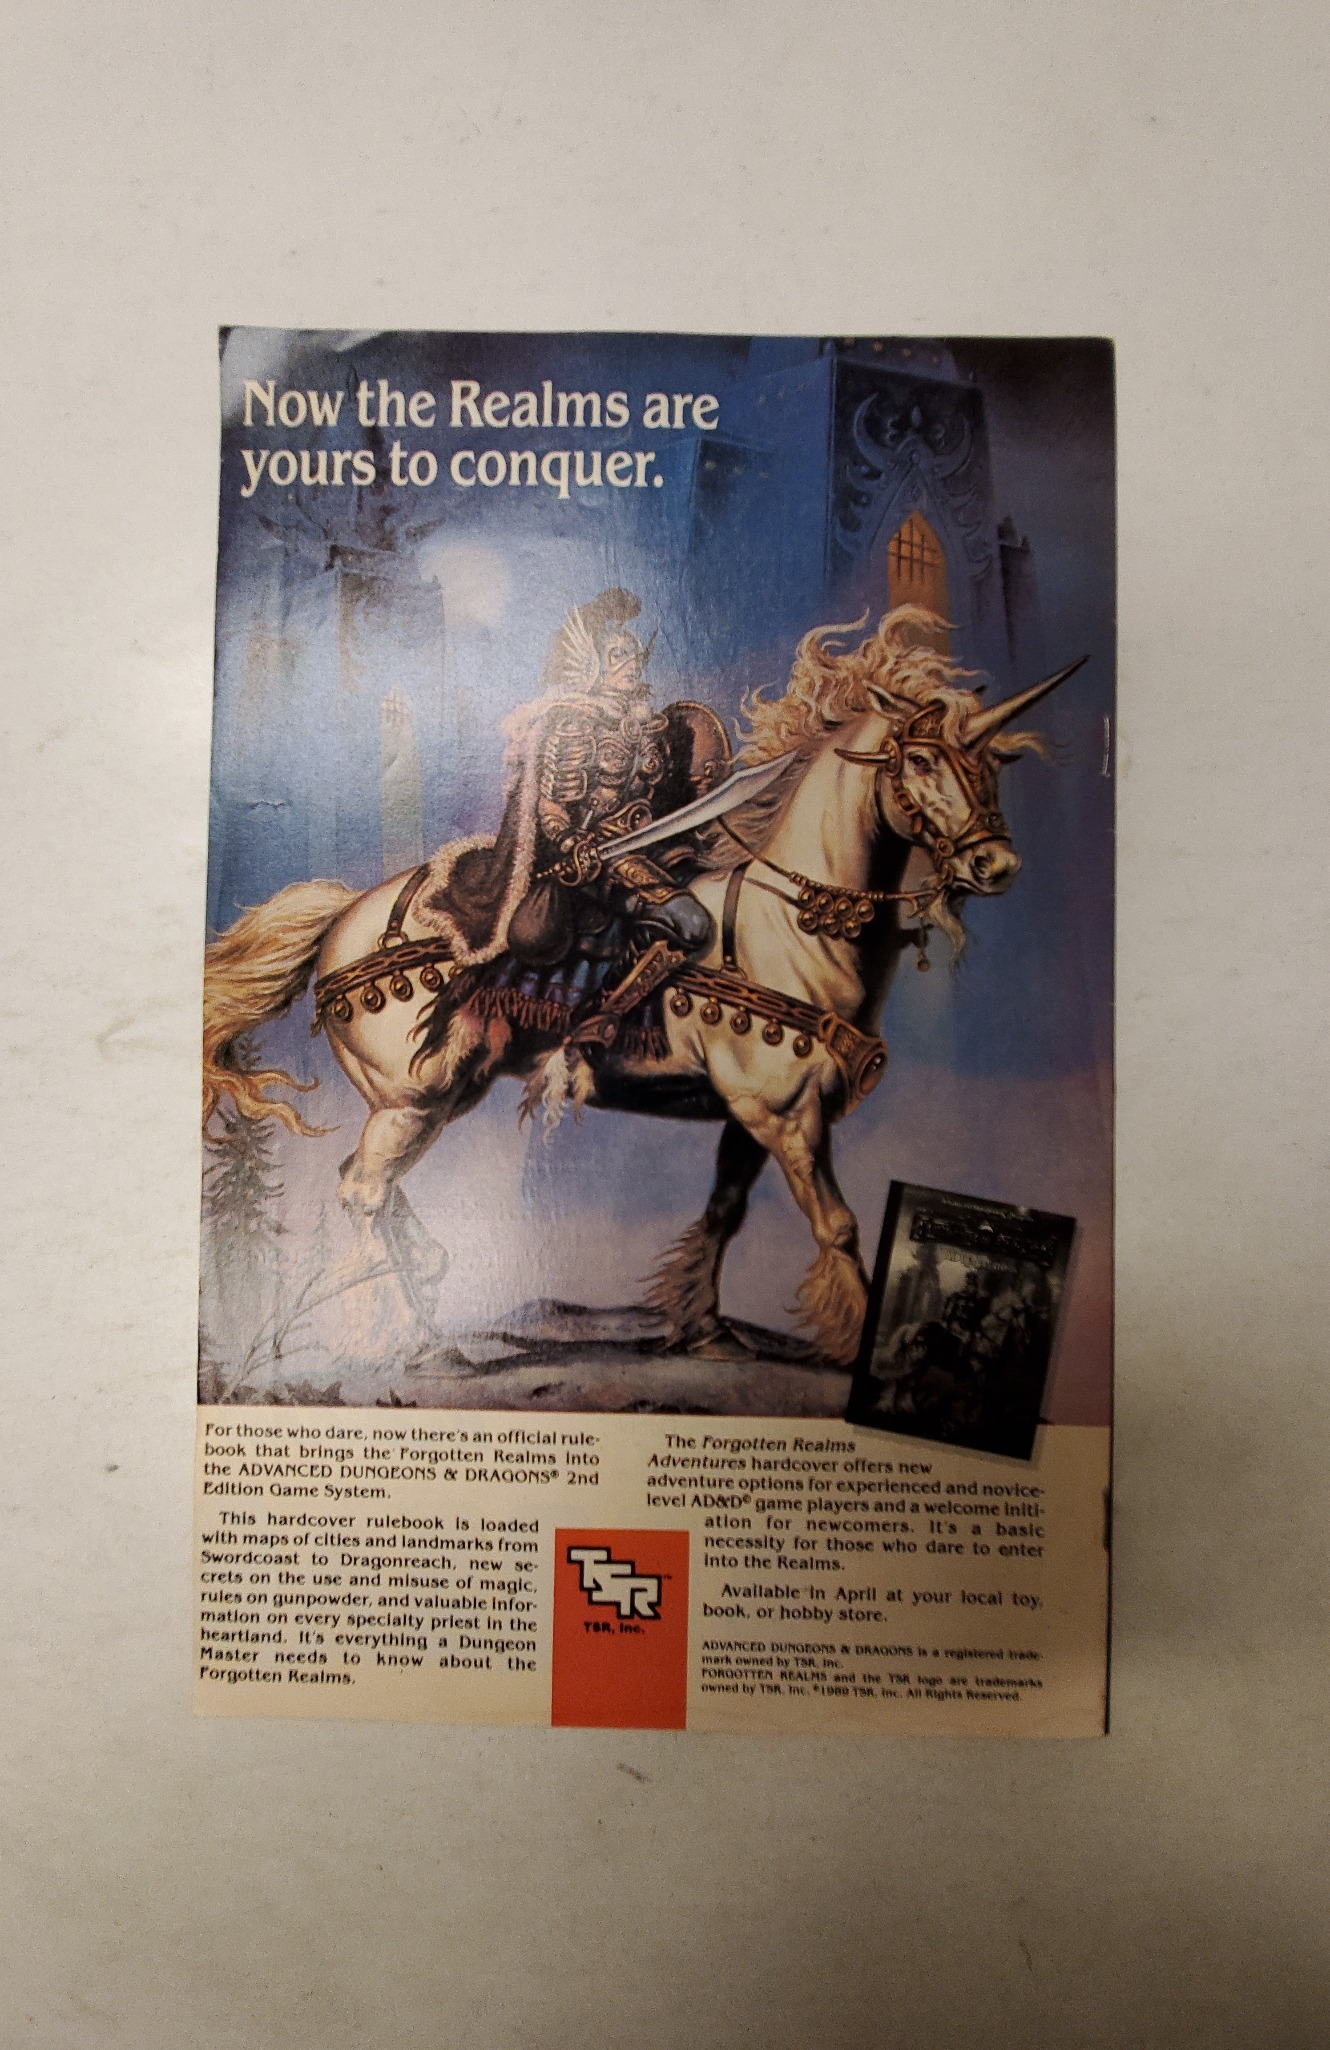 Now the Realms are
yours to conquer.
For those who dare, now there's an official rule-
book that brings the Forgotten Realms into
the ADVANCED DUNGEONS & DRAGONS® 2nd
Edition Game System.
This hardcover rulebook is loaded
with maps of cities and landmarks from
Swordcoast to Dragonreach, new se-
crets on the use and misuse of magic,
rules on gunpowder, and valuable infor-
mation on every specialty priest in the
heartland. It's everything a Dungeon
Master needs to know about the
Forgotten Realms.
TSR™
TSR, Inc.
The Forgotten Realms
Adventures hardcover offers new
adventure options for experienced and novice-
level AD&D® game players and a welcome initi-
ation for newcomers. It's a basic
necessity for those who dare to enter
into the Realms.
Available in April at your local toy,
book, or hobby store.
ADVANCED DUNGEONS & DRAGONS is a registered trade-
mark owned by TSR, Inc.
FORGOTTEN REALMS and the TSR logo are trademarks
owned by TSR, Inc. ©1989 TSR, Inc. All Rights Reserved.